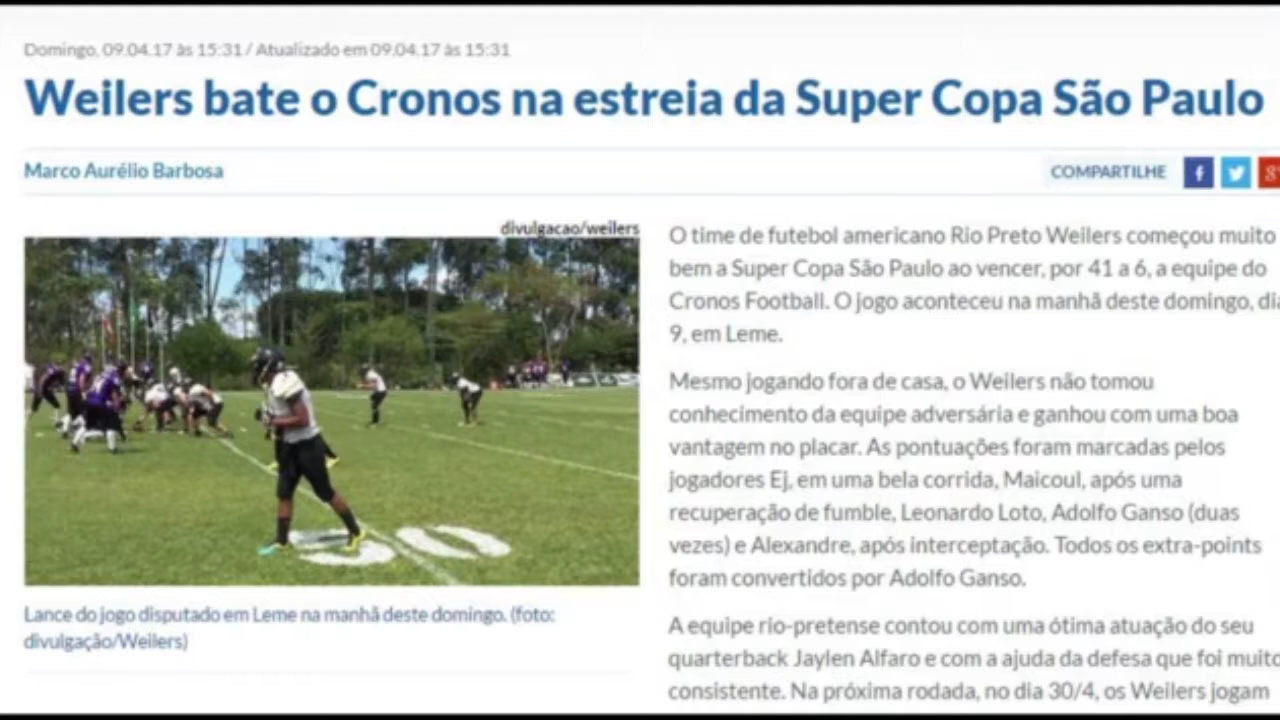 Domingo, 09.04.17 às 15:31 / Atualizado em 09.04.17 às 15:31
Weilers bate o Cronos na estreia da Super Copa São Paulo
Marco Aurélio Barbosa
COMPARTILHE
divulgacao/weilers
50
Lance do jogo disputado em Leme na manhã deste domingo. (foto:
divulgação/Weilers)
O time de futebol americano Rio Preto Weilers começou muito
bem a Super Copa São Paulo ao vencer, por 41 a 6, a equipe do
Cronos Football. O jogo aconteceu na manhã deste domingo, dia
9, em Leme.
Mesmo jogando fora de casa, o Weilers não tomou
conhecimento da equipe adversária e ganhou com uma boa
vantagem no placar. As pontuações foram marcadas pelos
jogadores Ej, em uma bela corrida, Maicoul, após uma
recuperação de fumble, Leonardo Loto, Adolfo Ganso (duas
vezes) e Alexandre, após interceptação. Todos os extra-points
foram convertidos por Adolfo Ganso.
A equipe rio-pretense contou com uma ótima atuação do seu
quarterback Jaylen Alfaro e com a ajuda da defesa que foi muito
consistente. Na próxima rodada, no dia 30/4, os Weilers jogam